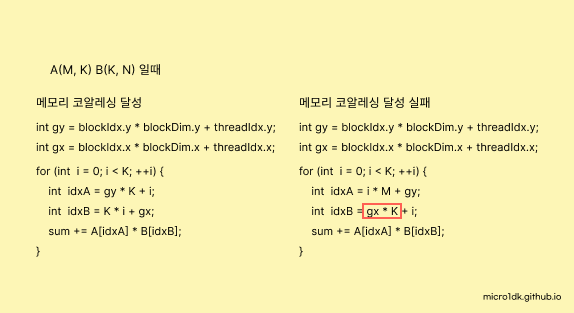 A(M, K) B(K, N) 일때
메모리 코알레싱 달성
int gy = blockIdx.y * blockDim.y + threadIdx.y;
int gx = blockIdx.x * blockDim.x + threadIdx.x;
for (int i = 0; i < K; ++i) {
int idxA = gy * K + i;
int idxB = K * i + gx;
sum += A[idxA] * B[idxB];
}
메모리 코알레싱 달성 실패
int gy = blockIdx.y * blockDim.y + threadIdx.y;
int gx = blockIdx.x * blockDim.x + threadIdx.x;
for (int i = 0; i < K; ++i) {
int idxA = i * M + gy;
int idxB = gx * K + i;
sum += A[idxA] * B[idxB];
}
micro1dk.github.io